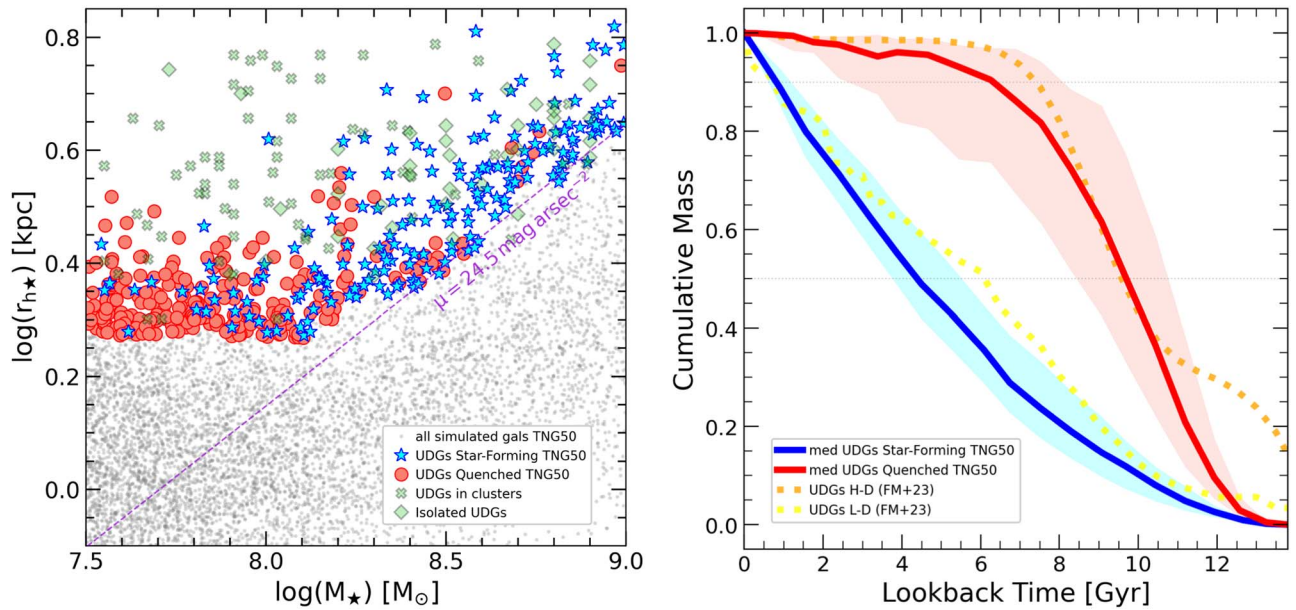 0.8
0.6
0.4
0.2
0.0
log(r_h★) [kpc]
μ = 24.5 mag arsec⁻²
all simulated gals TNG50
UDGs Star-Forming TNG50
UDGs Quenched TNG50
UDGs in clusters
Isolated UDGs
7.5 8.0 8.5 9.0
log(M_★) [M_⊙]
1.0
0.8
0.6
0.4
0.2
0.0
Cumulative Mass
med UDGs Star-Forming TNG50
med UDGs Quenched TNG50
UDGs H-D (FM+23)
UDGs L-D (FM+23)
0 2 4 6 8 10 12
Lookback Time [Gyr]